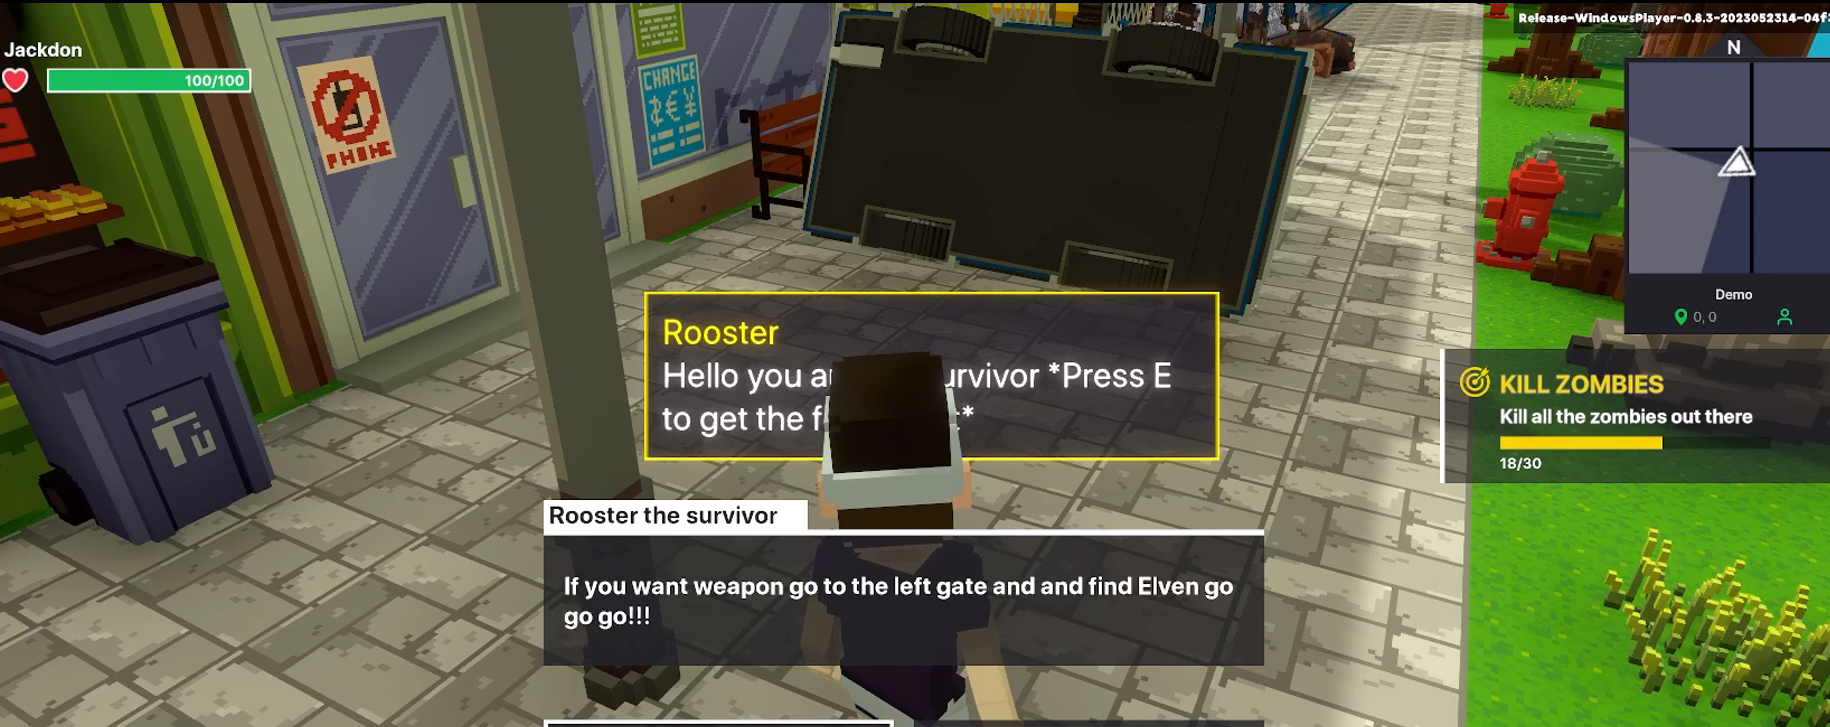 Release-WindowsPlayer-0.8.3-2023052314-04f
Jackdon
N
100/100
PHONE
CHANGE
£€¥
Demo
0, 0
Rooster
Hello you survivor *Press E
to get the
KILL ZOMBIES
Kill all the zombies out there
18/30
Rooster the survivor
If you want weapon go to the left gate and and find Elven go
go go!!!